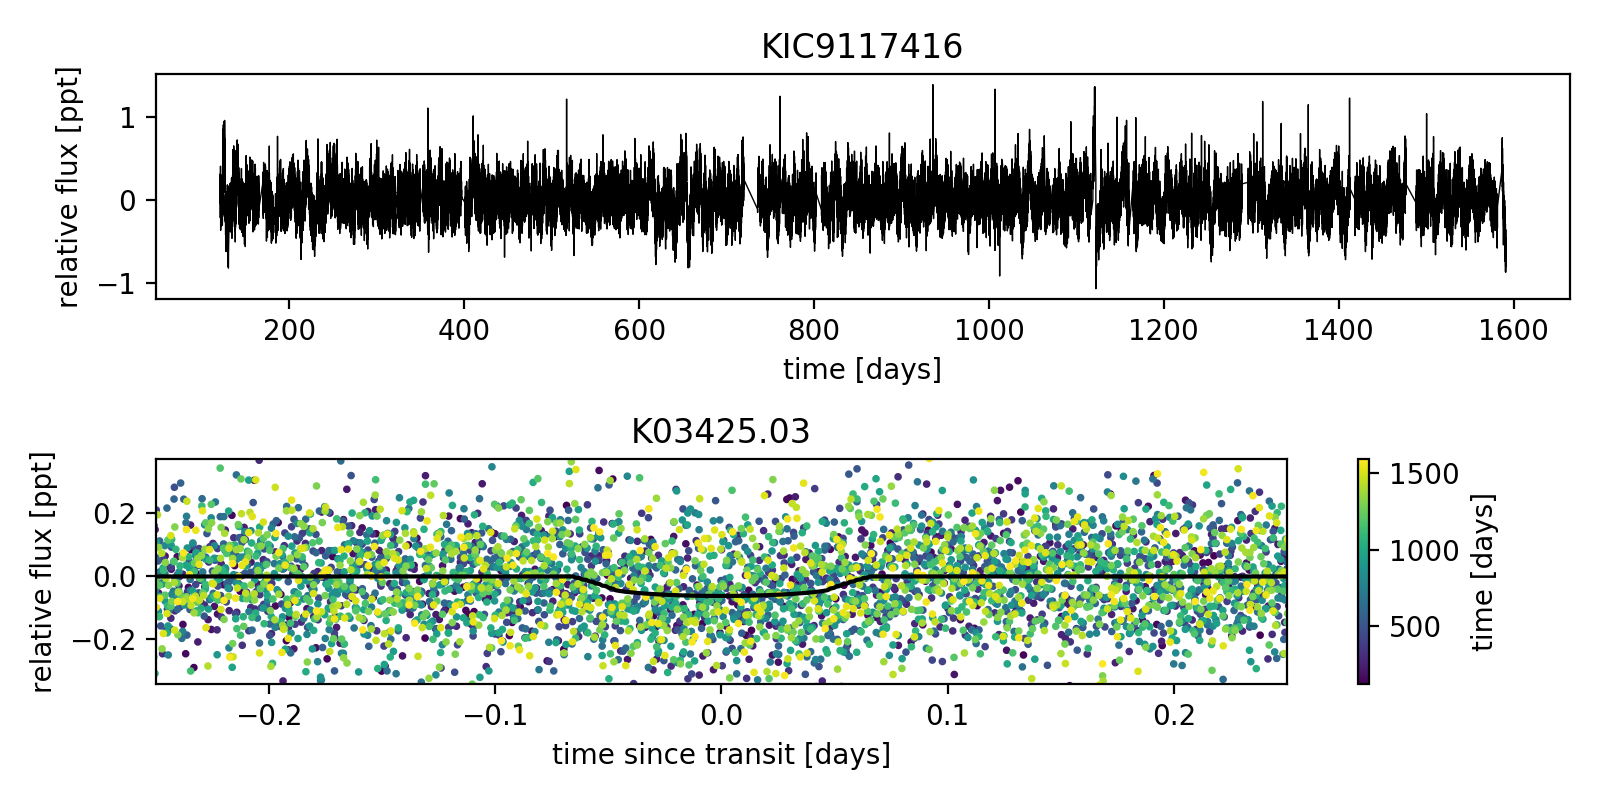 KIC9117416
relative flux [ppt]
1
0
−1
200 400 600 800 1000 1200 1400 1600
time [days]
K03425.03
relative flux [ppt]
0.2
0.0
−0.2
−0.2 −0.1 0.0 0.1 0.2
time since transit [days]
1500
1000
500
time [days]